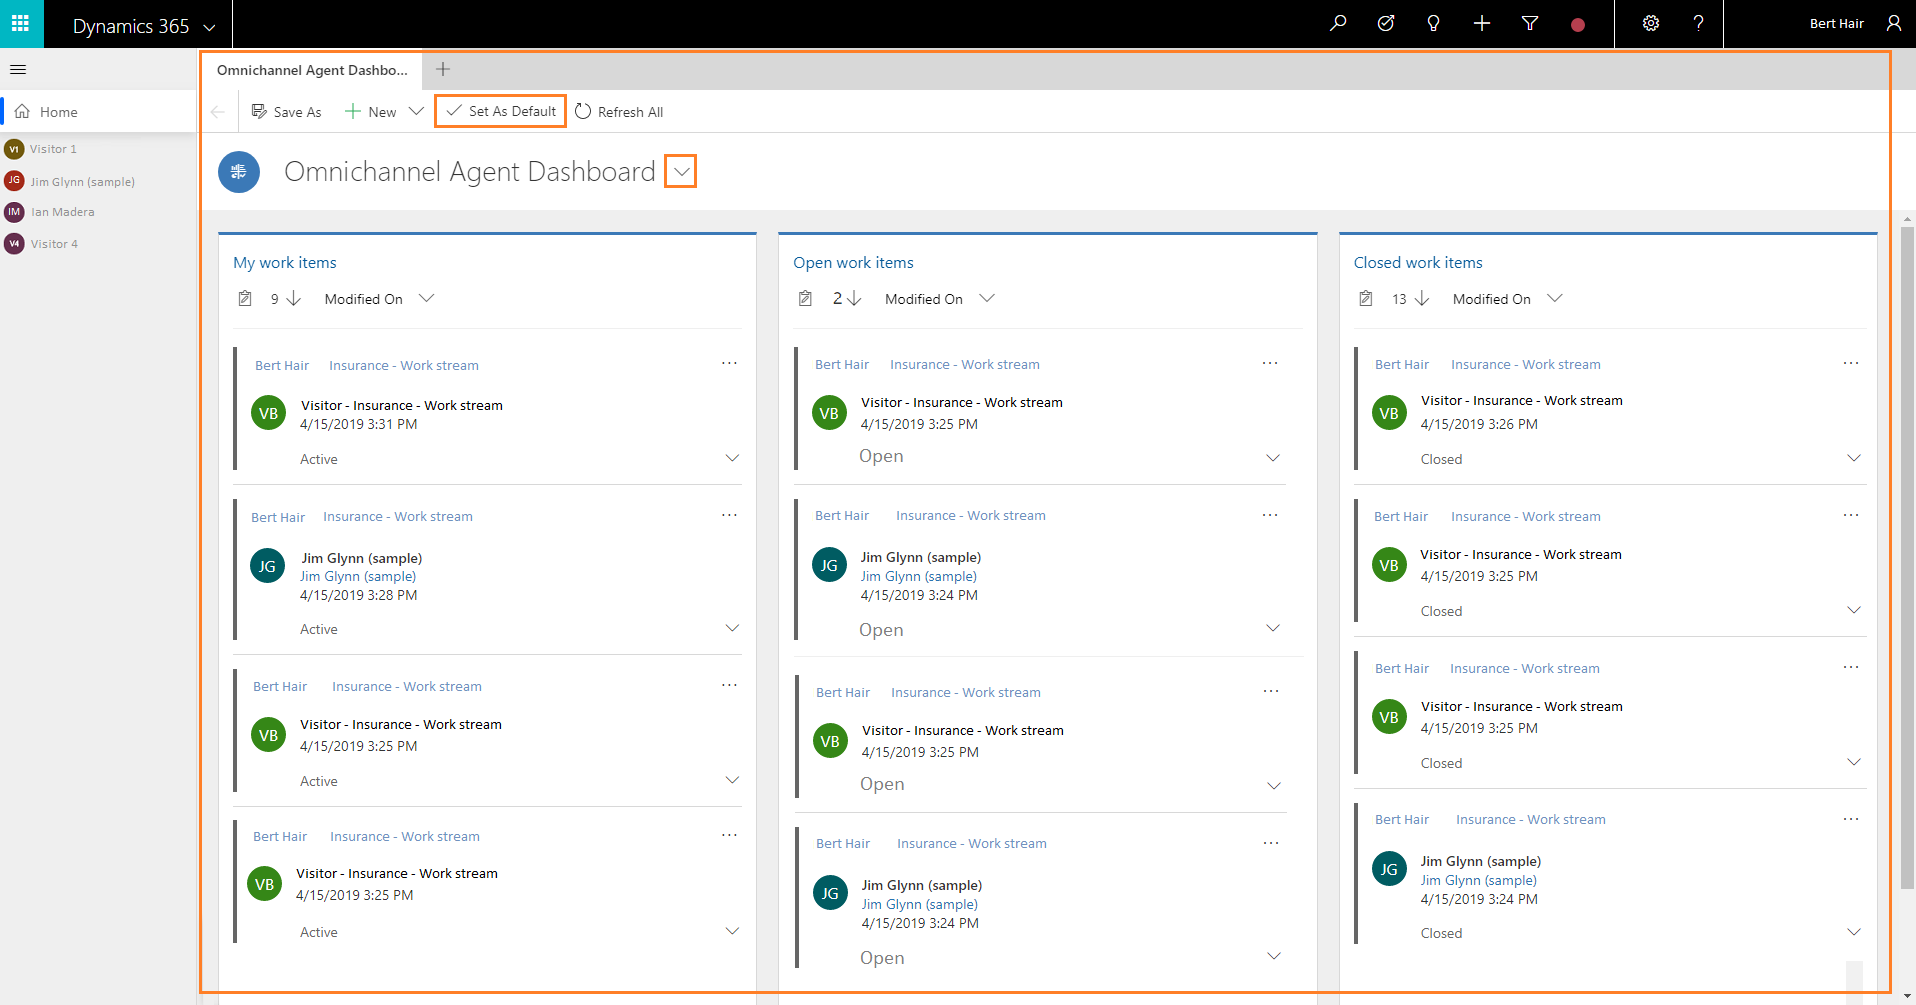 Dynamics 365
Bert Hair
Omnichannel Agent Dashbo...
Save As
New
Set As Default
Refresh All
Home
V1 Visitor 1
JG Jim Glynn (sample)
IM Ian Madera
V4 Visitor 4
Omnichannel Agent Dashboard
My work items
9 Modified On
Bert Hair Insurance - Work stream
VB Visitor - Insurance - Work stream
4/15/2019 3:31 PM
Active
Bert Hair Insurance - Work stream
JG Jim Glynn (sample)
Jim Glynn (sample)
4/15/2019 3:28 PM
Active
Bert Hair Insurance - Work stream
VB Visitor - Insurance - Work stream
4/15/2019 3:25 PM
Active
Bert Hair Insurance - Work stream
VB Visitor - Insurance - Work stream
4/15/2019 3:25 PM
Active
Open work items
2 Modified On
Bert Hair Insurance - Work stream
VB Visitor - Insurance - Work stream
4/15/2019 3:25 PM
Open
Bert Hair Insurance - Work stream
JG Jim Glynn (sample)
Jim Glynn (sample)
4/15/2019 3:24 PM
Open
Bert Hair Insurance - Work stream
VB Visitor - Insurance - Work stream
4/15/2019 3:25 PM
Open
Bert Hair Insurance - Work stream
JG Jim Glynn (sample)
Jim Glynn (sample)
4/15/2019 3:24 PM
Open
Closed work items
13 Modified On
Bert Hair Insurance - Work stream
VB Visitor - Insurance - Work stream
4/15/2019 3:26 PM
Closed
Bert Hair Insurance - Work stream
VB Visitor - Insurance - Work stream
4/15/2019 3:25 PM
Closed
Bert Hair Insurance - Work stream
VB Visitor - Insurance - Work stream
4/15/2019 3:25 PM
Closed
Bert Hair Insurance - Work stream
JG Jim Glynn (sample)
Jim Glynn (sample)
4/15/2019 3:24 PM
Closed